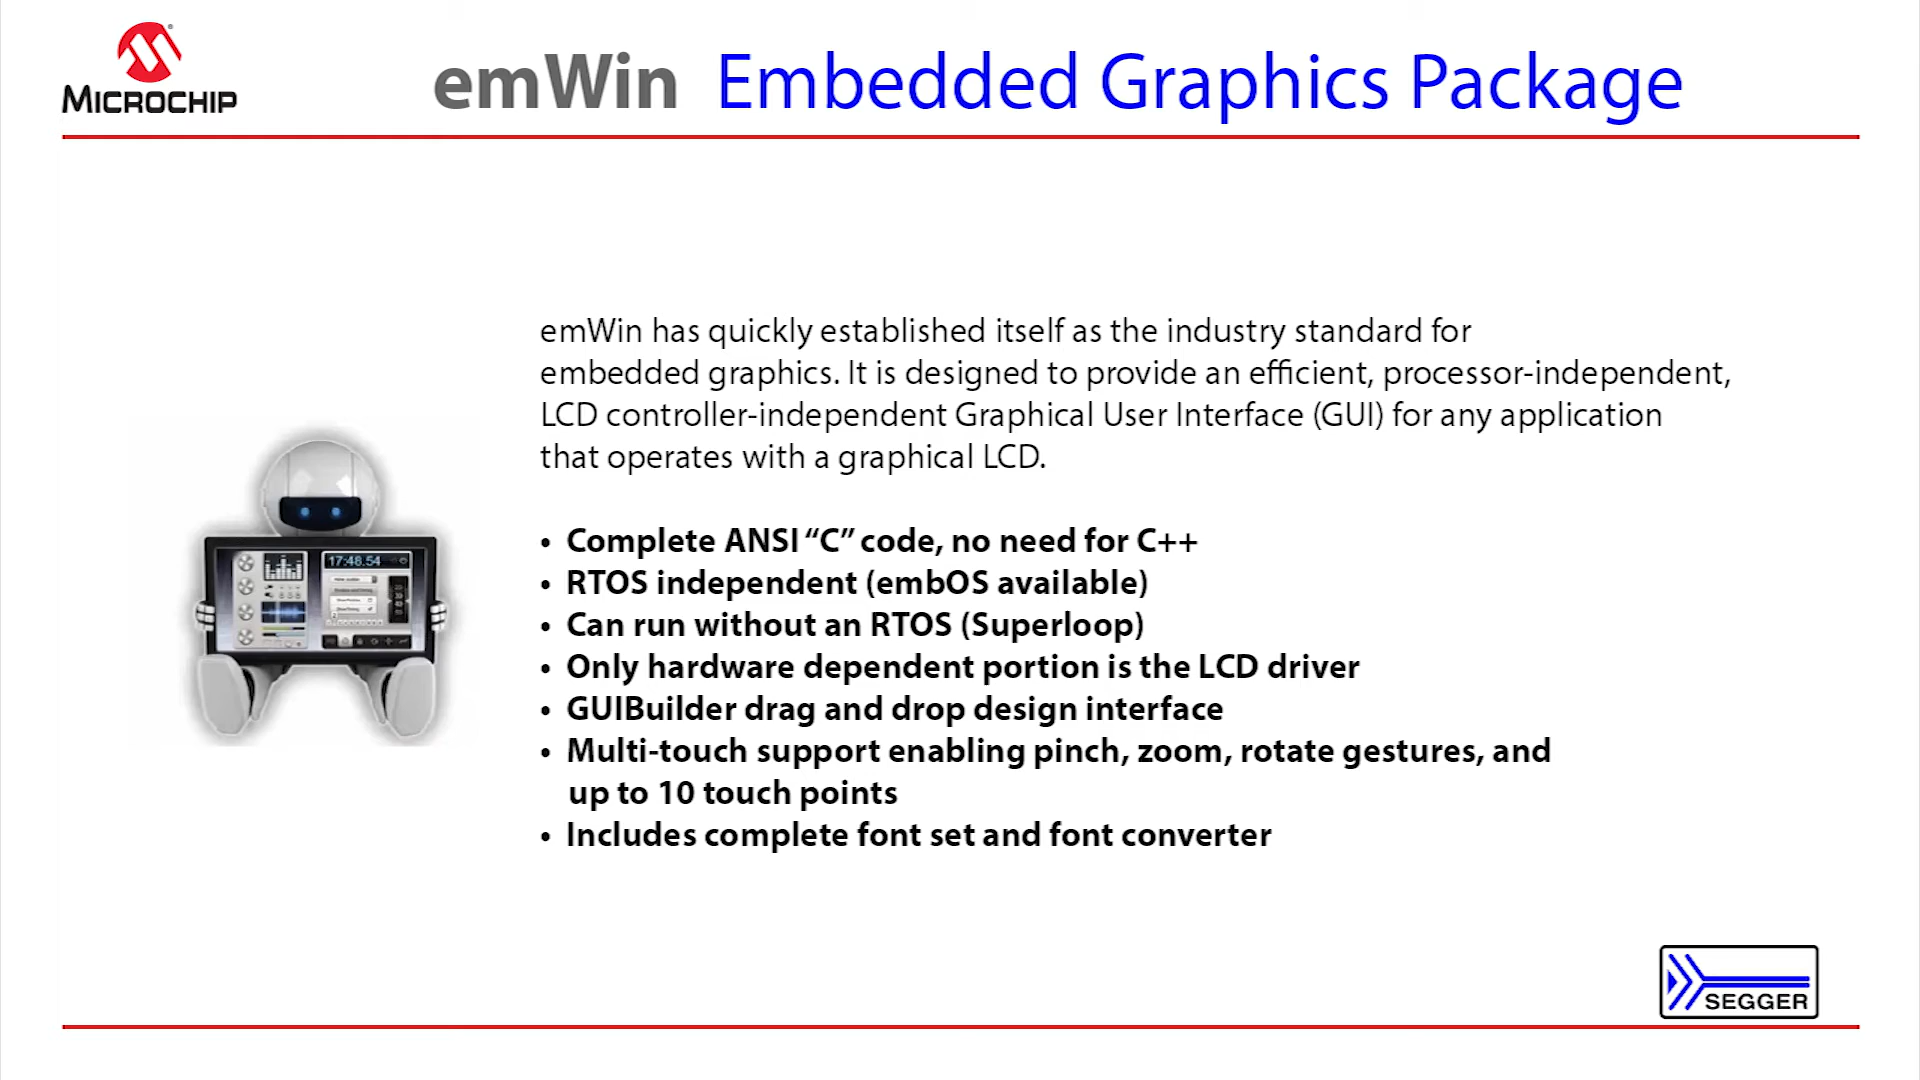 MICROCHIP
emWin Embedded Graphics Package
emWin has quickly established itself as the industry standard for
embedded graphics. It is designed to provide an efficient, processor-independent,
LCD controller-independent Graphical User Interface (GUI) for any application
that operates with a graphical LCD.
• Complete ANSI “C” code, no need for C++
• RTOS independent (embOS available)
• Can run without an RTOS (Superloop)
• Only hardware dependent portion is the LCD driver
• GUIBuilder drag and drop design interface
• Multi-touch support enabling pinch, zoom, rotate gestures, and
up to 10 touch points
• Includes complete font set and font converter
17:48.54
SEGGER